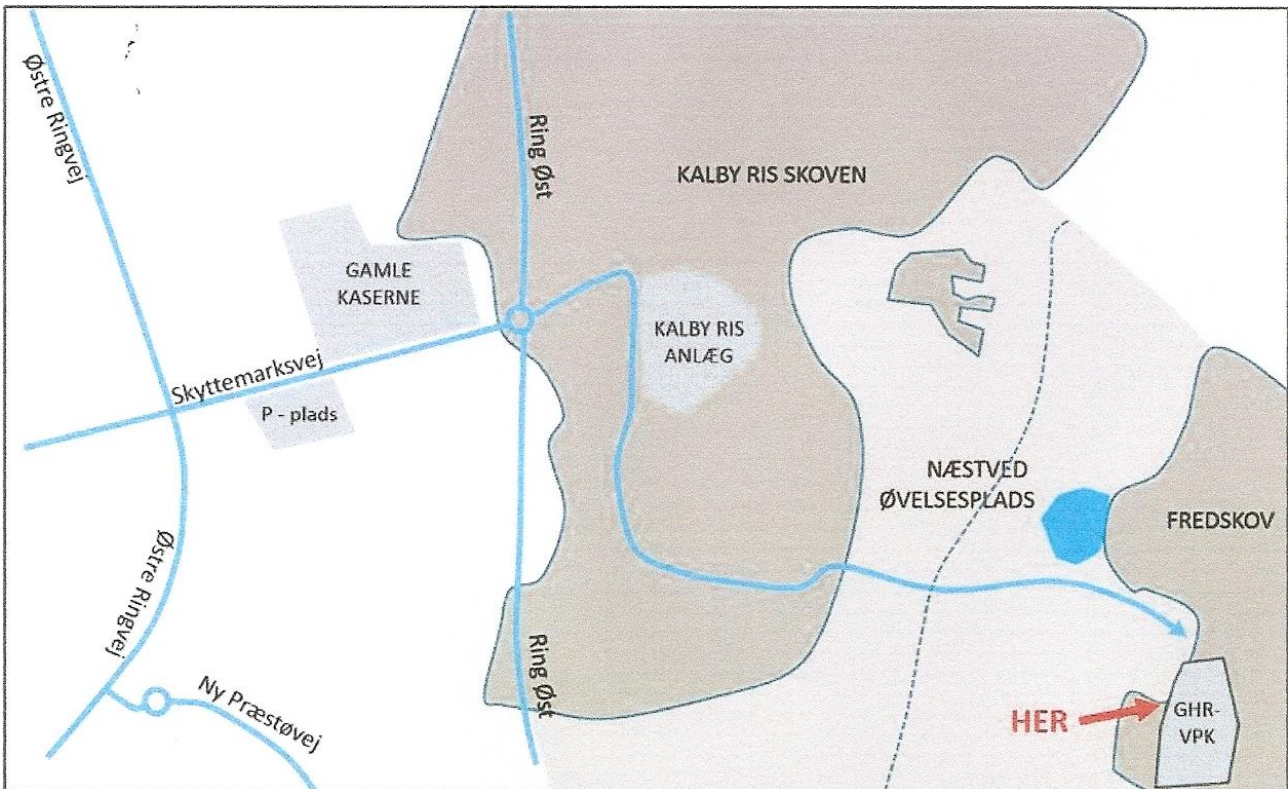 Østre Ringvej
Ring Øst
KALBY RIS SKOVEN
GAMLE
KASERNE
KALBY RIS
ANLÆG
Skyttemarksvej
P - plads
NÆSTVED
ØVELSESPLADS
FREDSKOV
Østre Ringvej
Ring Øst
Ny Præstøvej
HER
GHR-
VPK